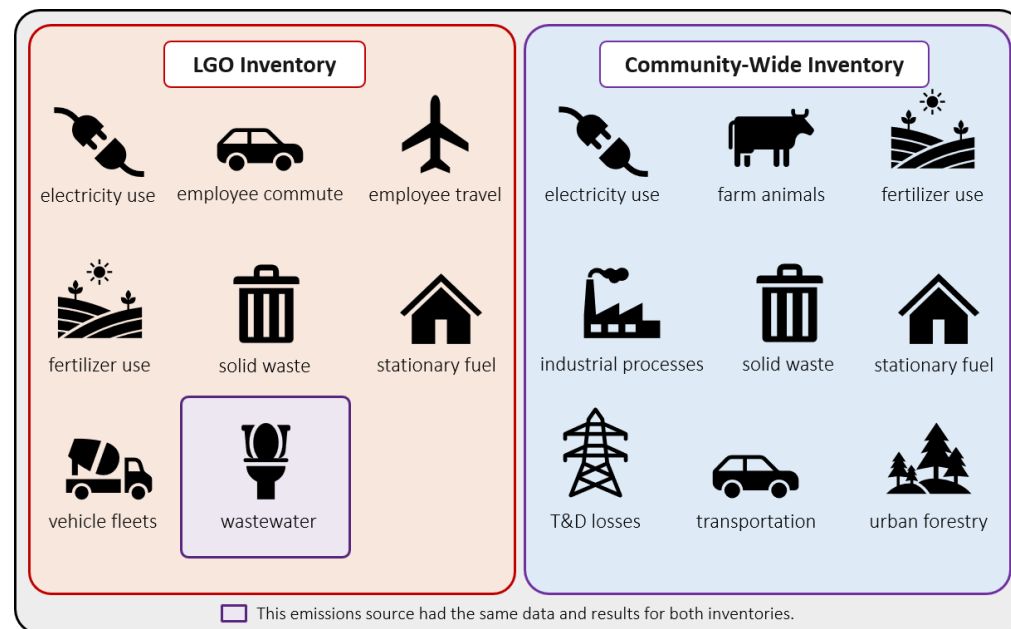 LGO Inventory
electricity use
employee commute
employee travel
fertilizer use
solid waste
stationary fuel
vehicle fleets
wastewater
Community-Wide Inventory
electricity use
farm animals
fertilizer use
industrial processes
solid waste
stationary fuel
T&D losses
transportation
urban forestry
This emissions source had the same data and results for both inventories.